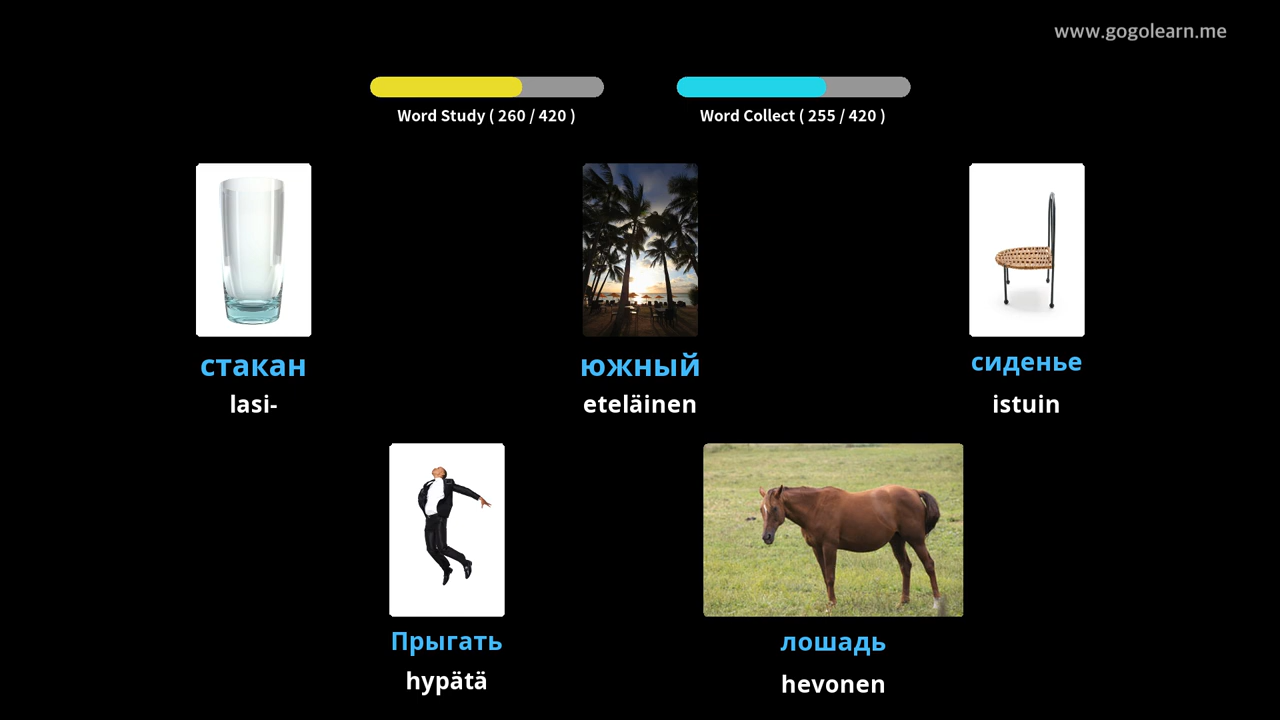 www.gogolearn.me
Word Study ( 260 / 420 )
Word Collect ( 255 / 420 )
стакан
южный
сиденье
lasi-
eteläinen
istuin
Прыгать
лошадь
hypätä
hevonen